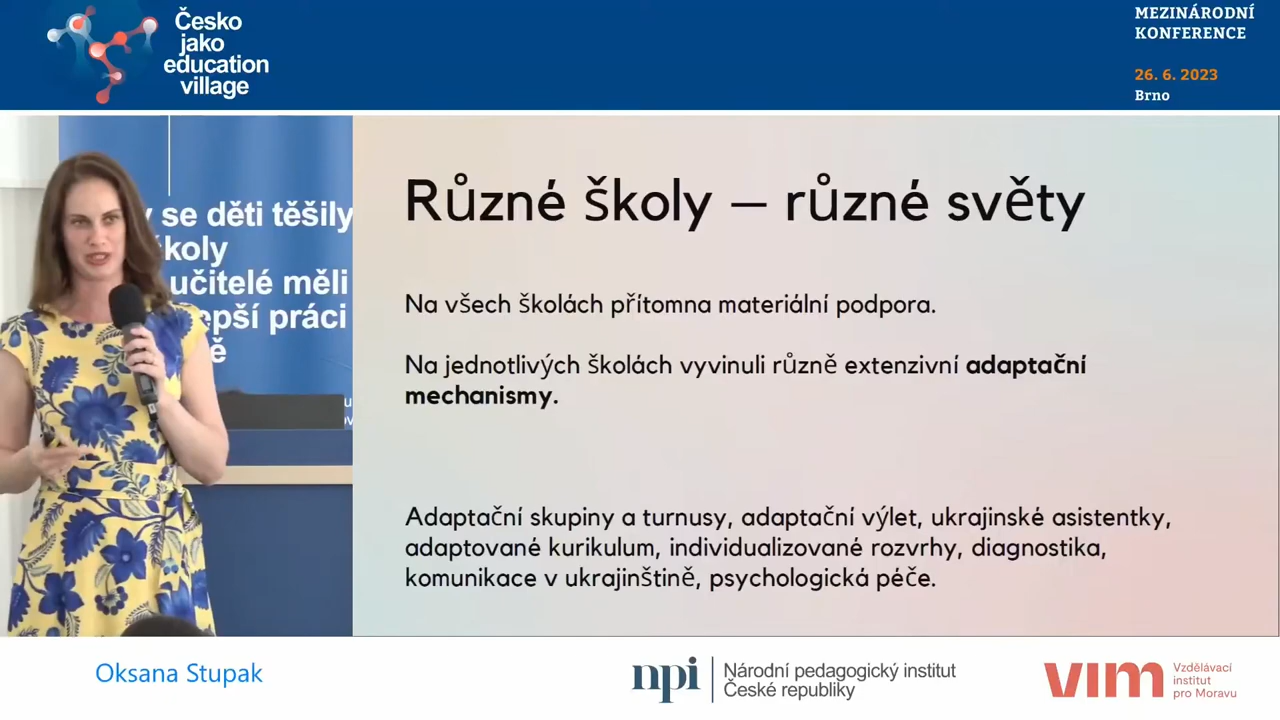 Česko
jako
education
village
MEZINÁRODNÍ
KONFERENCE
26. 6. 2023
Brno
se děti těšily
školy
učitelé měli
práci
Různé školy – různé světy
Na všech školách přítomna materiální podpora.
Na jednotlivých školách vyvinuli různě extenzivní adaptační
mechanismy.
Adaptační skupiny a turnusy, adaptační výlet, ukrajinské asistentky,
adaptované kurikulum, individualizované rozvrhy, diagnostika,
komunikace v ukrajinštině, psychologická péče.
Oksana Stupak
npi
Národní pedagogický institut
České republiky
vim
Vzdělávací
institut
pro Moravu